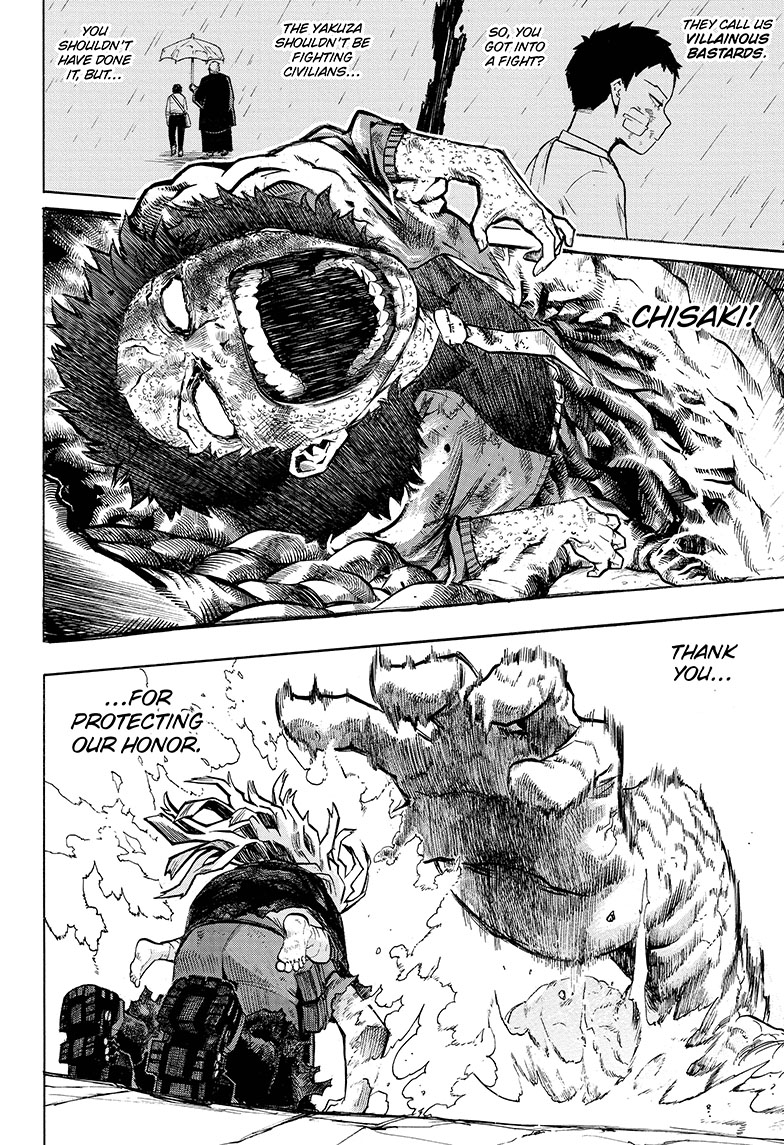 THEY CALL US
VILLAINOUS
BASTARDS.
SO, YOU
GOT INTO
A FIGHT?
THE YAKUZA
SHOULDN'T BE
FIGHTING
CIVILIANS...
YOU
SHOULDN'T
HAVE DONE
IT, BUT...
CHISAKI!
THANK
YOU...
...FOR
PROTECTING
OUR HONOR.